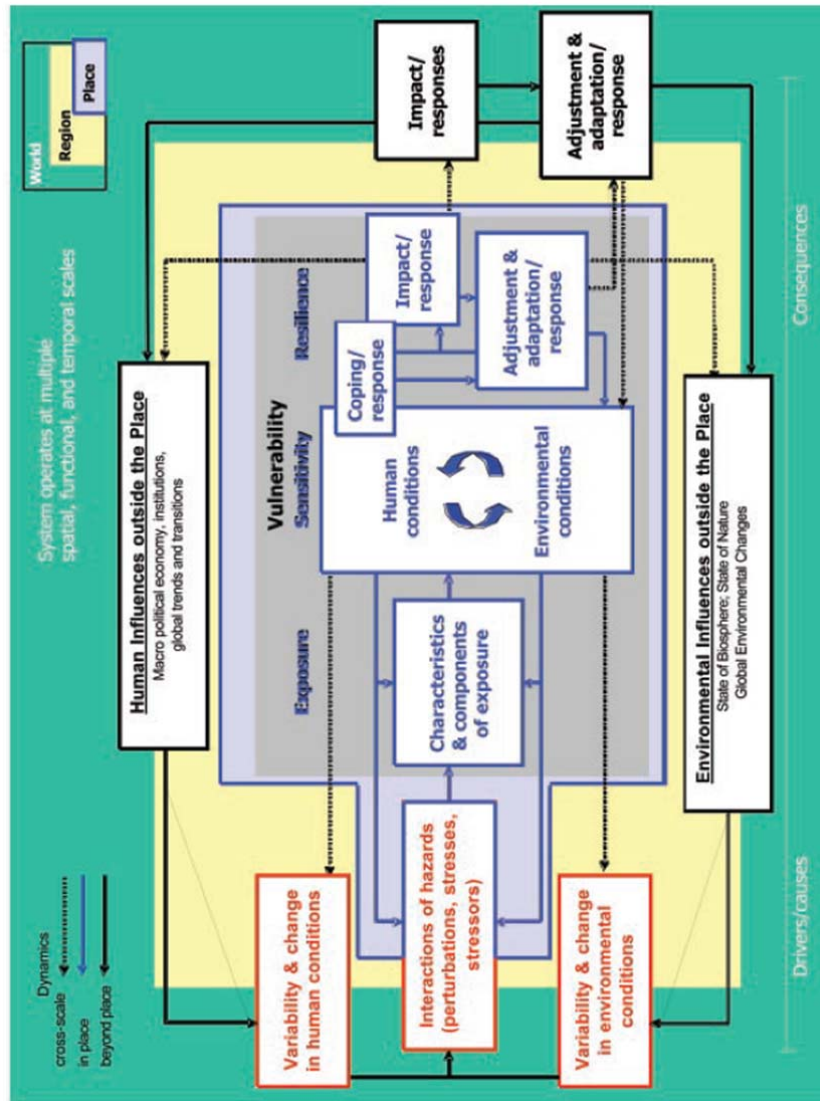 System operates at multiple
spatial, functional, and temporal scales
World
Region
Place
Dynamics
cross-scale
in place
beyond place
Human Influences outside the Place
Macro political economy, institutions,
global trends and transitions
Vulnerability
Exposure
Sensitivity
Resilience
Variability & change
in human conditions
Interactions of hazards
(perturbations, stresses,
stressors)
Variability & change
in environmental
conditions
Characteristics
& components
of exposure
Human
conditions
Environmental
conditions
Coping/
response
Impact/
response
Adjustment &
adaptation/
response
Impact/
responses
Adjustment &
adaptation/
response
Environmental Influences outside the Place
State of Biosphere; State of Nature
Global Environmental Changes
Drivers/causes
Consequences